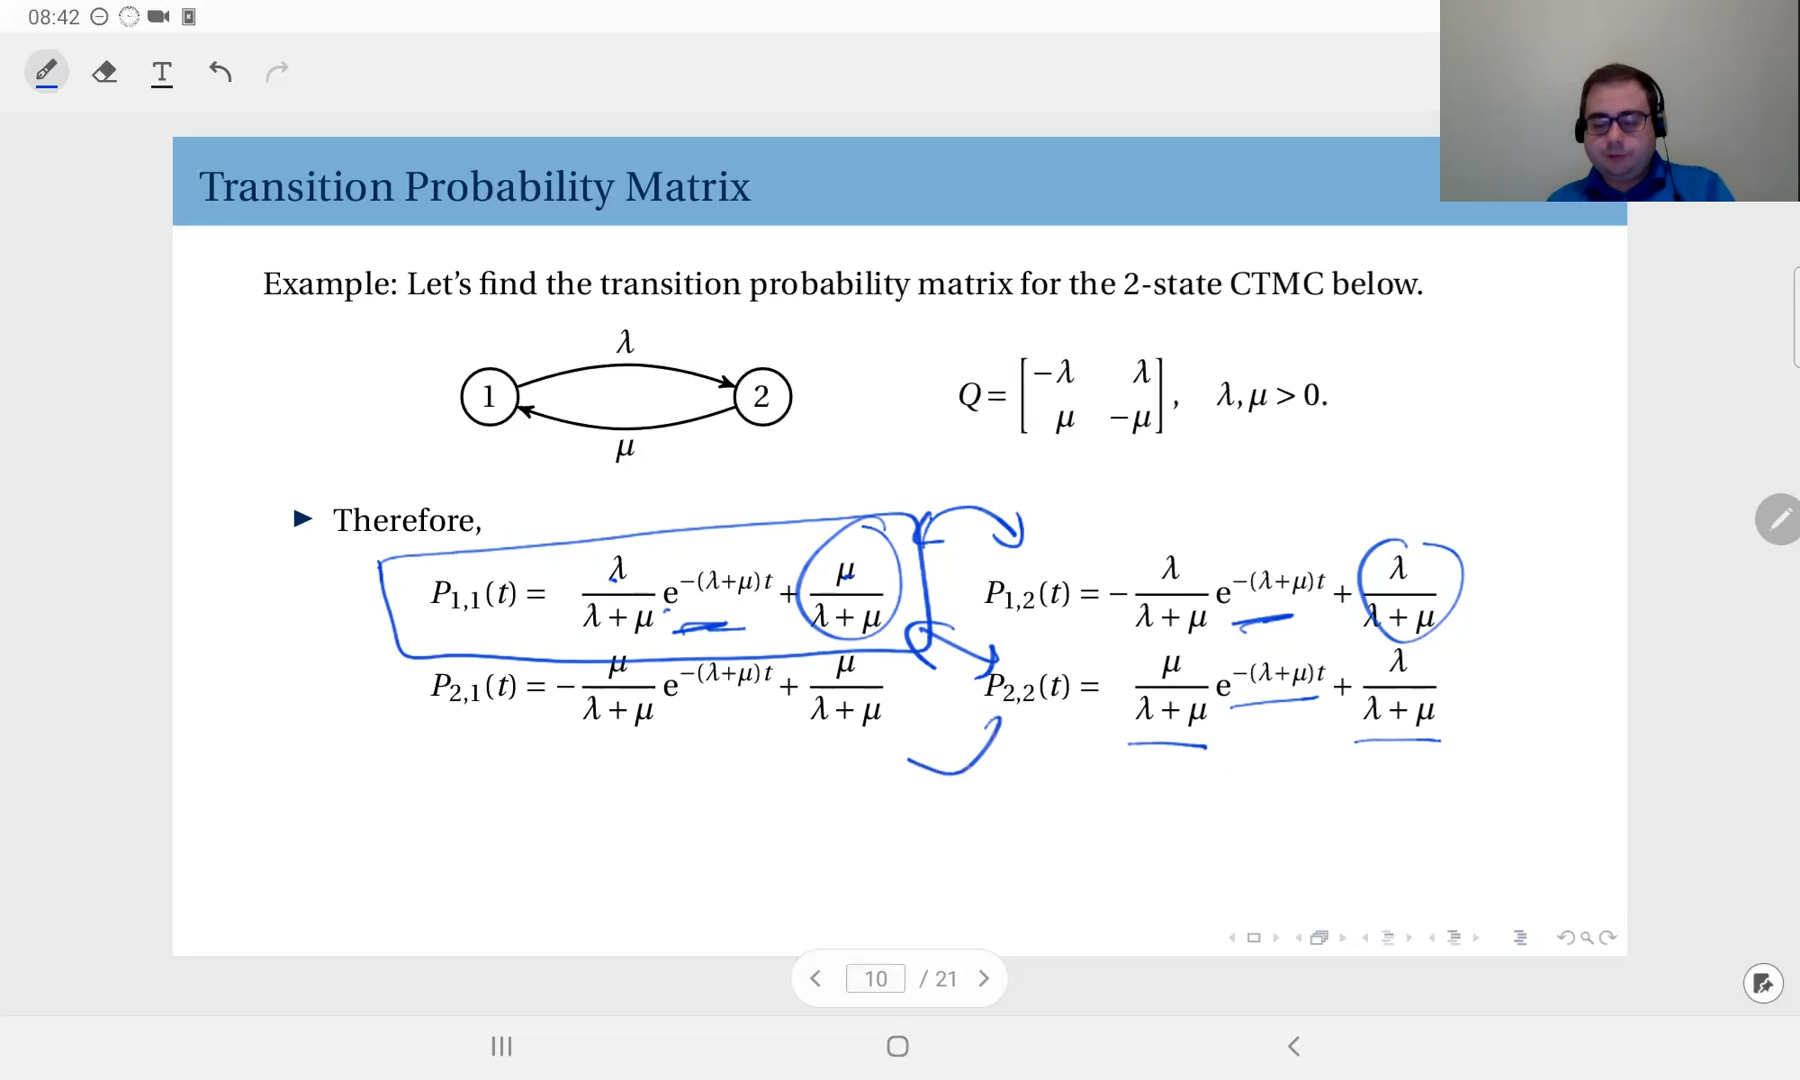 08:42
T
Transition Probability Matrix
Example: Let's find the transition probability matrix for the 2-state CTMC below.
λ
1 2
μ
Q = [ −λ λ
μ −μ ] , λ, μ > 0.
► Therefore,
P₁,₁(t) = λ/(λ + μ) e^−(λ+μ)t + μ/(λ + μ) P₁,₂(t) = − λ/(λ + μ) e^−(λ+μ)t + λ/(λ + μ)
P₂,₁(t) = − μ/(λ + μ) e^−(λ+μ)t + μ/(λ + μ) P₂,₂(t) = μ/(λ + μ) e^−(λ+μ)t + λ/(λ + μ)
10 / 21